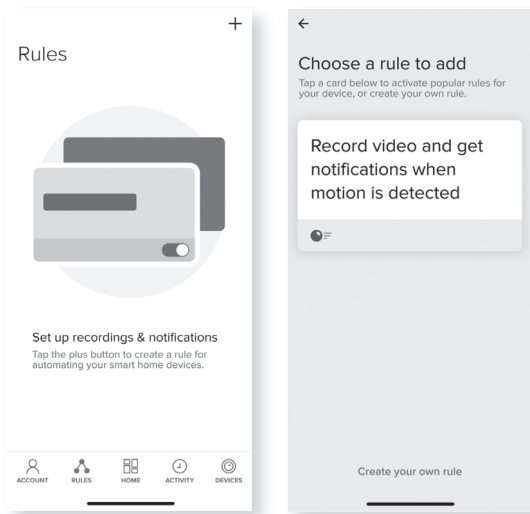 Rules
Set up recordings & notifications
Tap the plus button to create a rule for
automating your smart home devices.
ACCOUNT
RULES
HOME
ACTIVITY
DEVICES
Choose a rule to add
Tap a card below to activate popular rules for
your device, or create your own rule.
Record video and get
notifications when
motion is detected
Create your own rule